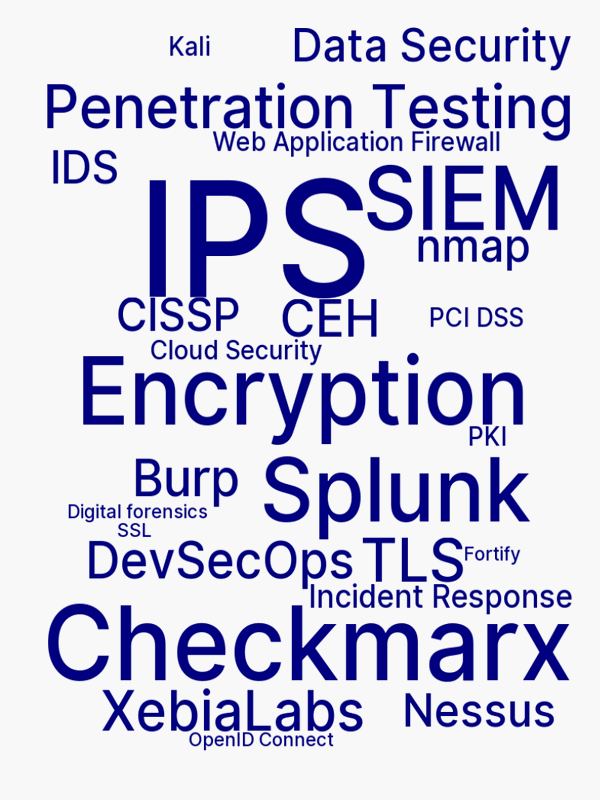 Kali
Data Security
Penetration Testing
Web Application Firewall
IDS
SIEM
IPS
nmap
CISSP
CEH
PCI DSS
Cloud Security
Encryption
PKI
Burp
Splunk
Digital forensics
SSL
DevSecOps
TLS
Fortify
Incident Response
Checkmarx
XebiaLabs
Nessus
OpenID Connect